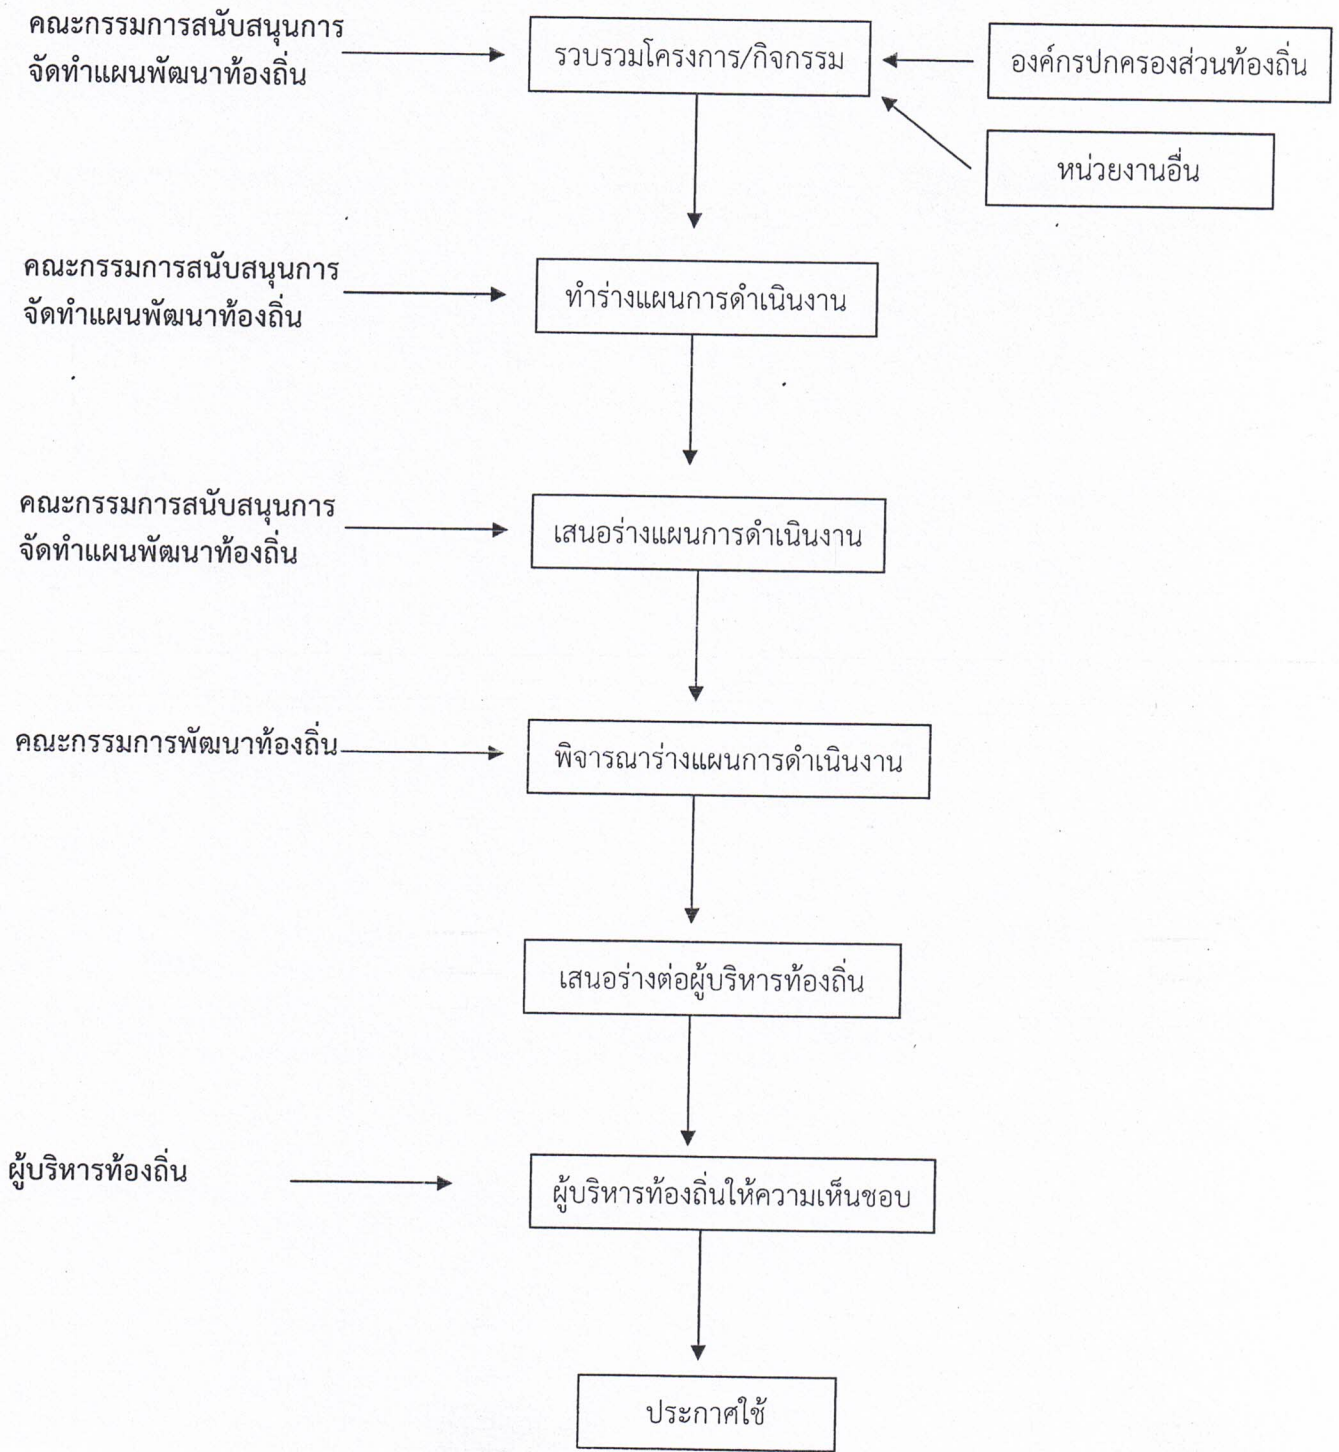 คณะกรรมการสนับสนุนการ
จัดทำแผนพัฒนาท้องถิ่น
รวบรวมโครงการ/กิจกรรม
องค์กรปกครองส่วนท้องถิ่น
หน่วยงานอื่น
คณะกรรมการสนับสนุนการ
จัดทำแผนพัฒนาท้องถิ่น
ทำร่างแผนการดำเนินงาน
คณะกรรมการสนับสนุนการ
จัดทำแผนพัฒนาท้องถิ่น
เสนอร่างแผนการดำเนินงาน
คณะกรรมการพัฒนาท้องถิ่น
พิจารณาร่างแผนการดำเนินงาน
เสนอร่างต่อผู้บริหารท้องถิ่น
ผู้บริหารท้องถิ่น
ผู้บริหารท้องถิ่นให้ความเห็นชอบ
ประกาศใช้